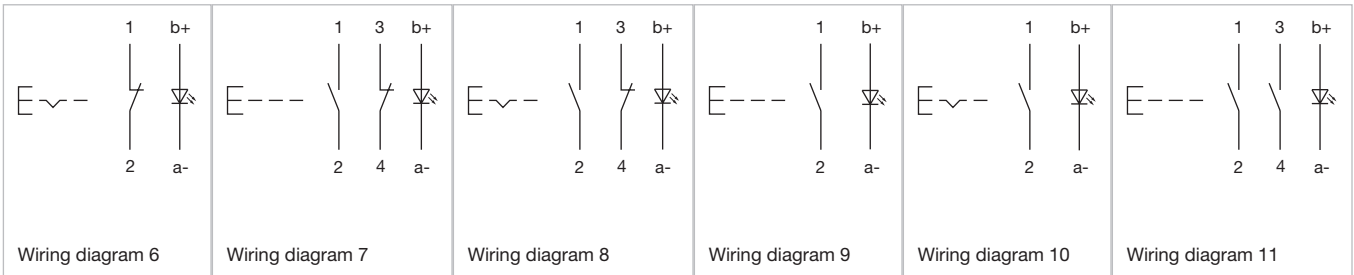 1 b+
2 a-
Wiring diagram 6
1 3 b+
2 4 a-
Wiring diagram 7
1 3 b+
2 4 a-
Wiring diagram 8
1 b+
2 a-
Wiring diagram 9
1 b+
2 a-
Wiring diagram 10
1 3 b+
2 4 a-
Wiring diagram 11